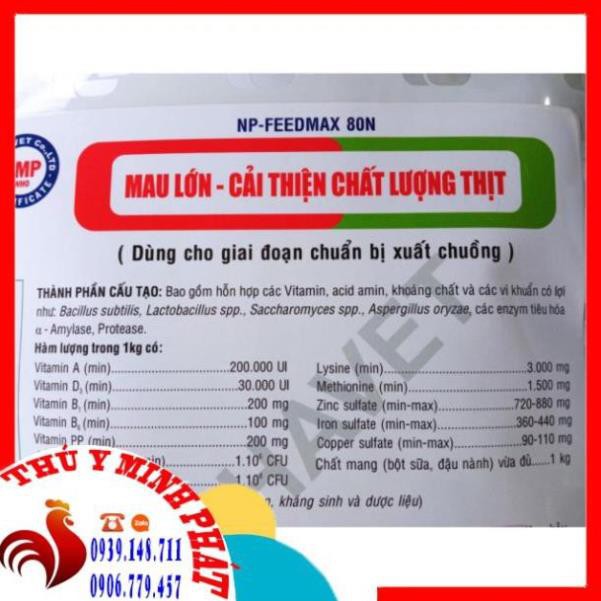 NP-FEEDMAX 80N
MAU LỚN - CẢI THIỆN CHẤT LƯỢNG THỊT
( Dùng cho giai đoạn chuẩn bị xuất chuồng )
THÀNH PHẦN CẤU TẠO: Bao gồm hỗn hợp các Vitamin, acid amin, khoáng chất và các vi khuẩn có lợi
như: Bacillus subtilis, Lactobacillus spp., Saccharomyces spp., Aspergillus oryzae, các enzym tiêu hóa
α - Amylase, Protease.
Hàm lượng trong 1kg có:
Vitamin A (min)..........200.000 UI
Vitamin D₃ (min)..........30.000 UI
Vitamin B₁ (min)..........200 mg
Vitamin B₆ (min)..........100 mg
Vitamin PP (min)..........200 mg
(min)..........1.10⁶ CFU
1.10⁶ CFU
Lysine (min)..........3.000 mg
Methionine (min)..........1.500 mg
Zinc sulfate (min-max)..........720-880 mg
Iron sulfate (min-max)..........360-440 mg
Copper sulfate (min-max)..........90-110 mg
Chất mang (bột sữa, đậu nành) vừa đủ.....1 kg
kháng sinh và dược liệu)
THÚ Y MINH PHÁT
Zalo
0939.148.711
0906.779.457